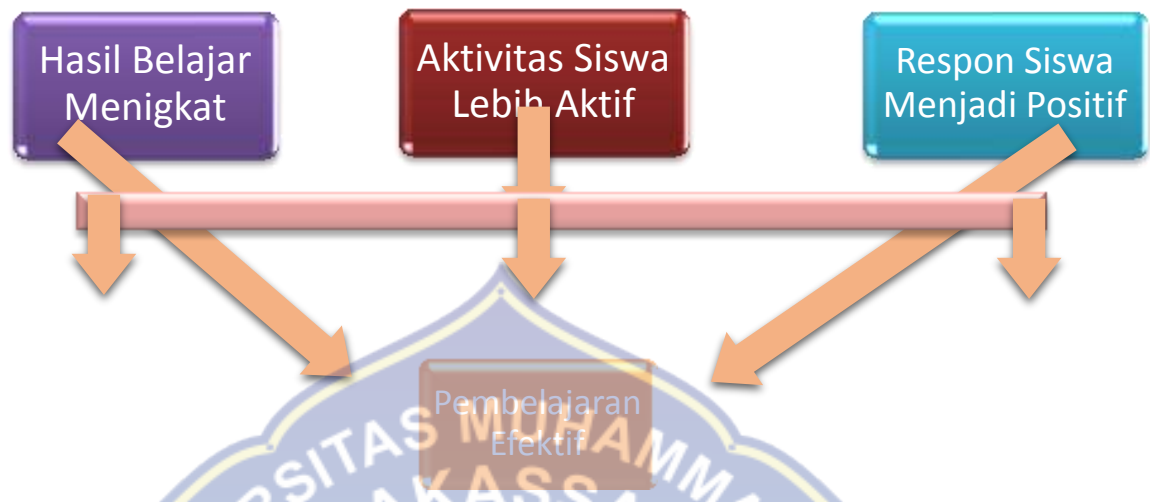 Hasil Belajar
Menigkat
Aktivitas Siswa
Lebih Aktif
Respon Siswa
Menjadi Positif
Pembelajaran
Efektif